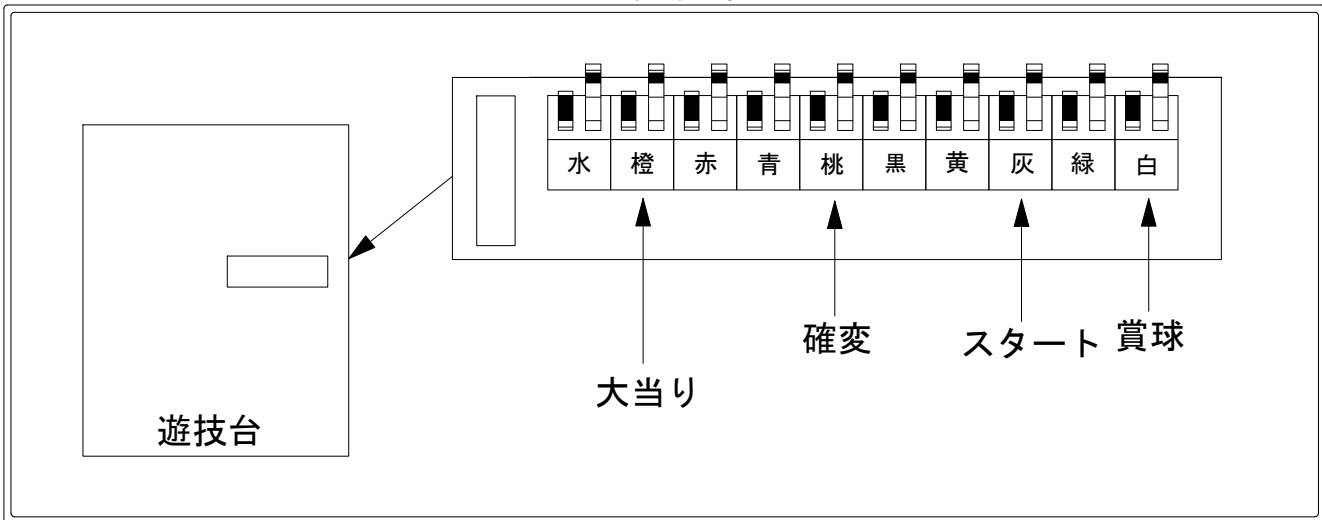 水 橙 赤 青 桃 黒 黄 灰 緑 白
確変 スタート 賞球
大当り
遊技台